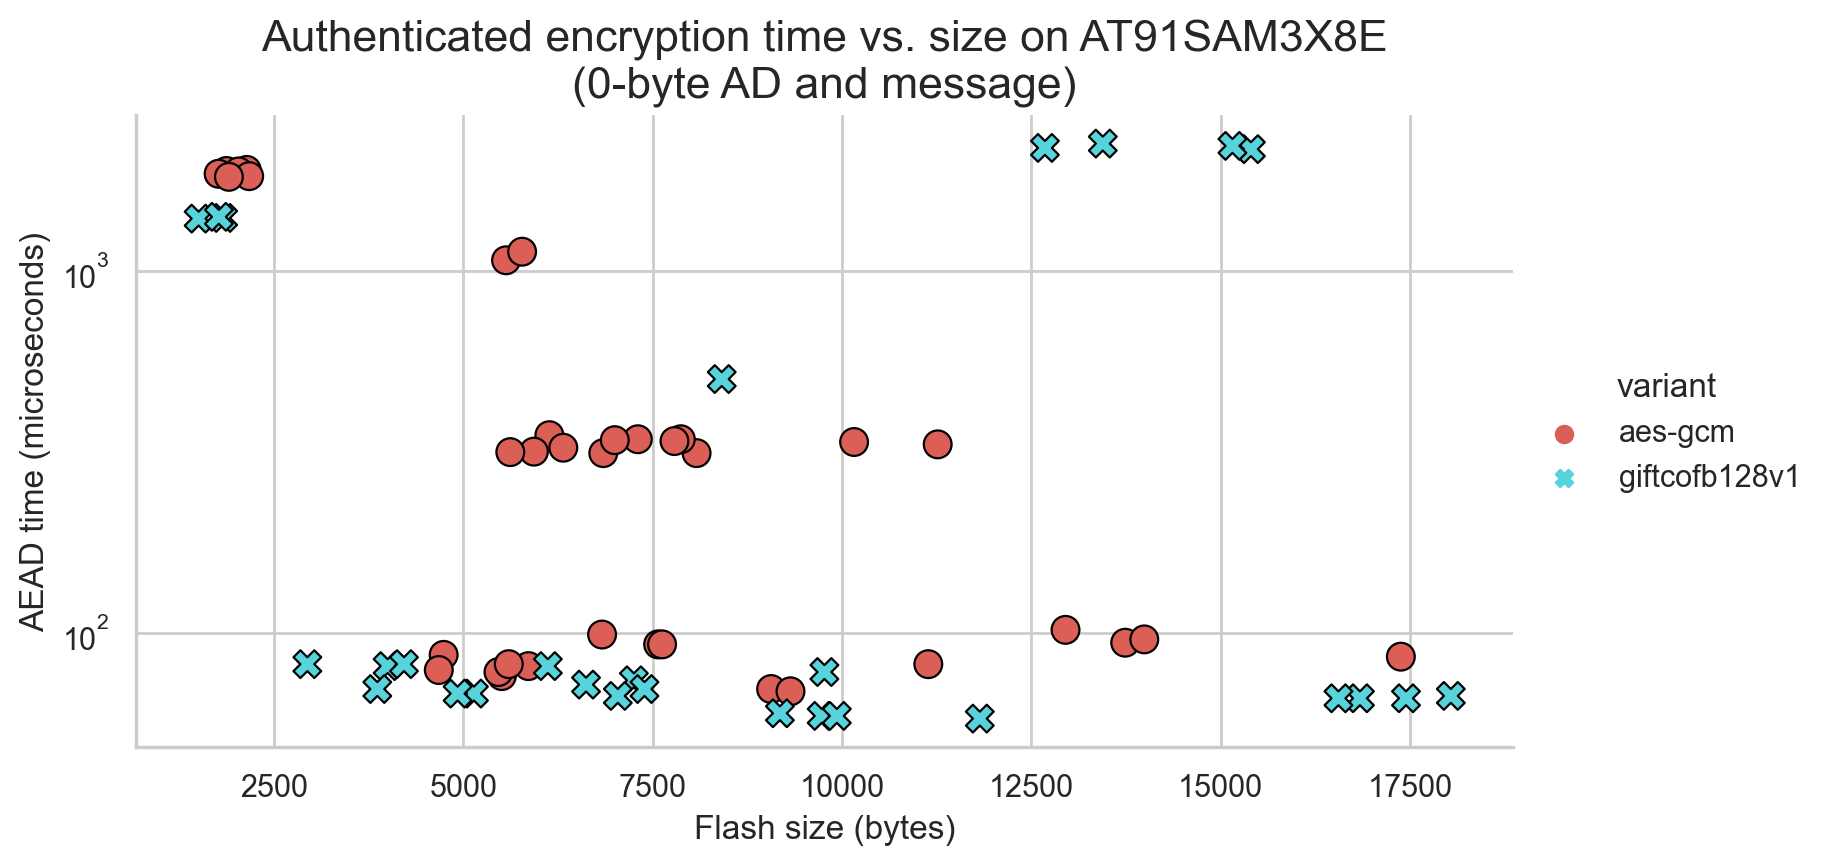 Authenticated encryption time vs. size on AT91SAM3X8E
(0-byte AD and message)
AEAD time (microseconds)
10³
10²
2500 5000 7500 10000 12500 15000 17500
Flash size (bytes)
variant
aes-gcm
giftcofb128v1